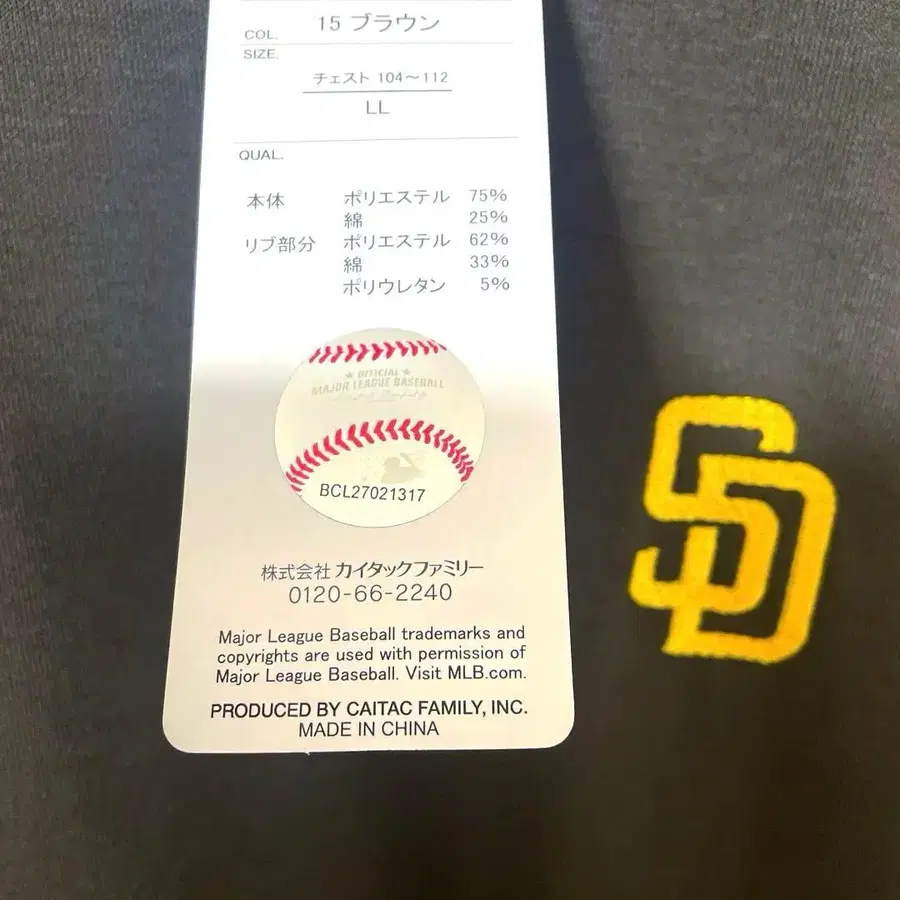 COL. 15 ブラウン
SIZE.
チェスト 104～112
LL
QUAL.
本体 ポリエステル 75%
綿 25%
リブ部分 ポリエステル 62%
綿 33%
ポリウレタン 5%
★ OFFICIAL ★
MAJOR LEAGUE BASEBALL
BCL27021317
株式会社 カイタックファミリー
0120-66-2240
Major League Baseball trademarks and
copyrights are used with permission of
Major League Baseball. Visit MLB.com.
PRODUCED BY CAITAC FAMILY, INC.
MADE IN CHINA
SD